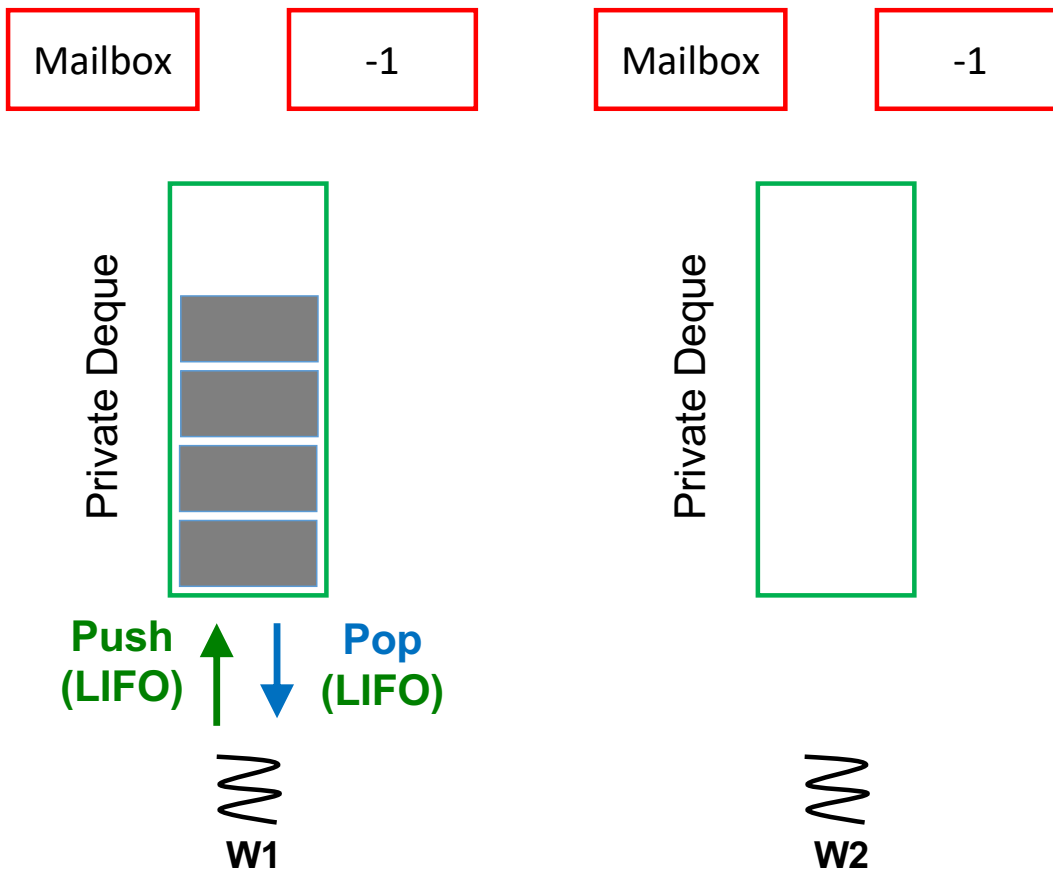 Mailbox
-1
Mailbox
-1
Private Deque
Private Deque
Push
(LIFO)
Pop
(LIFO)
W1
W2